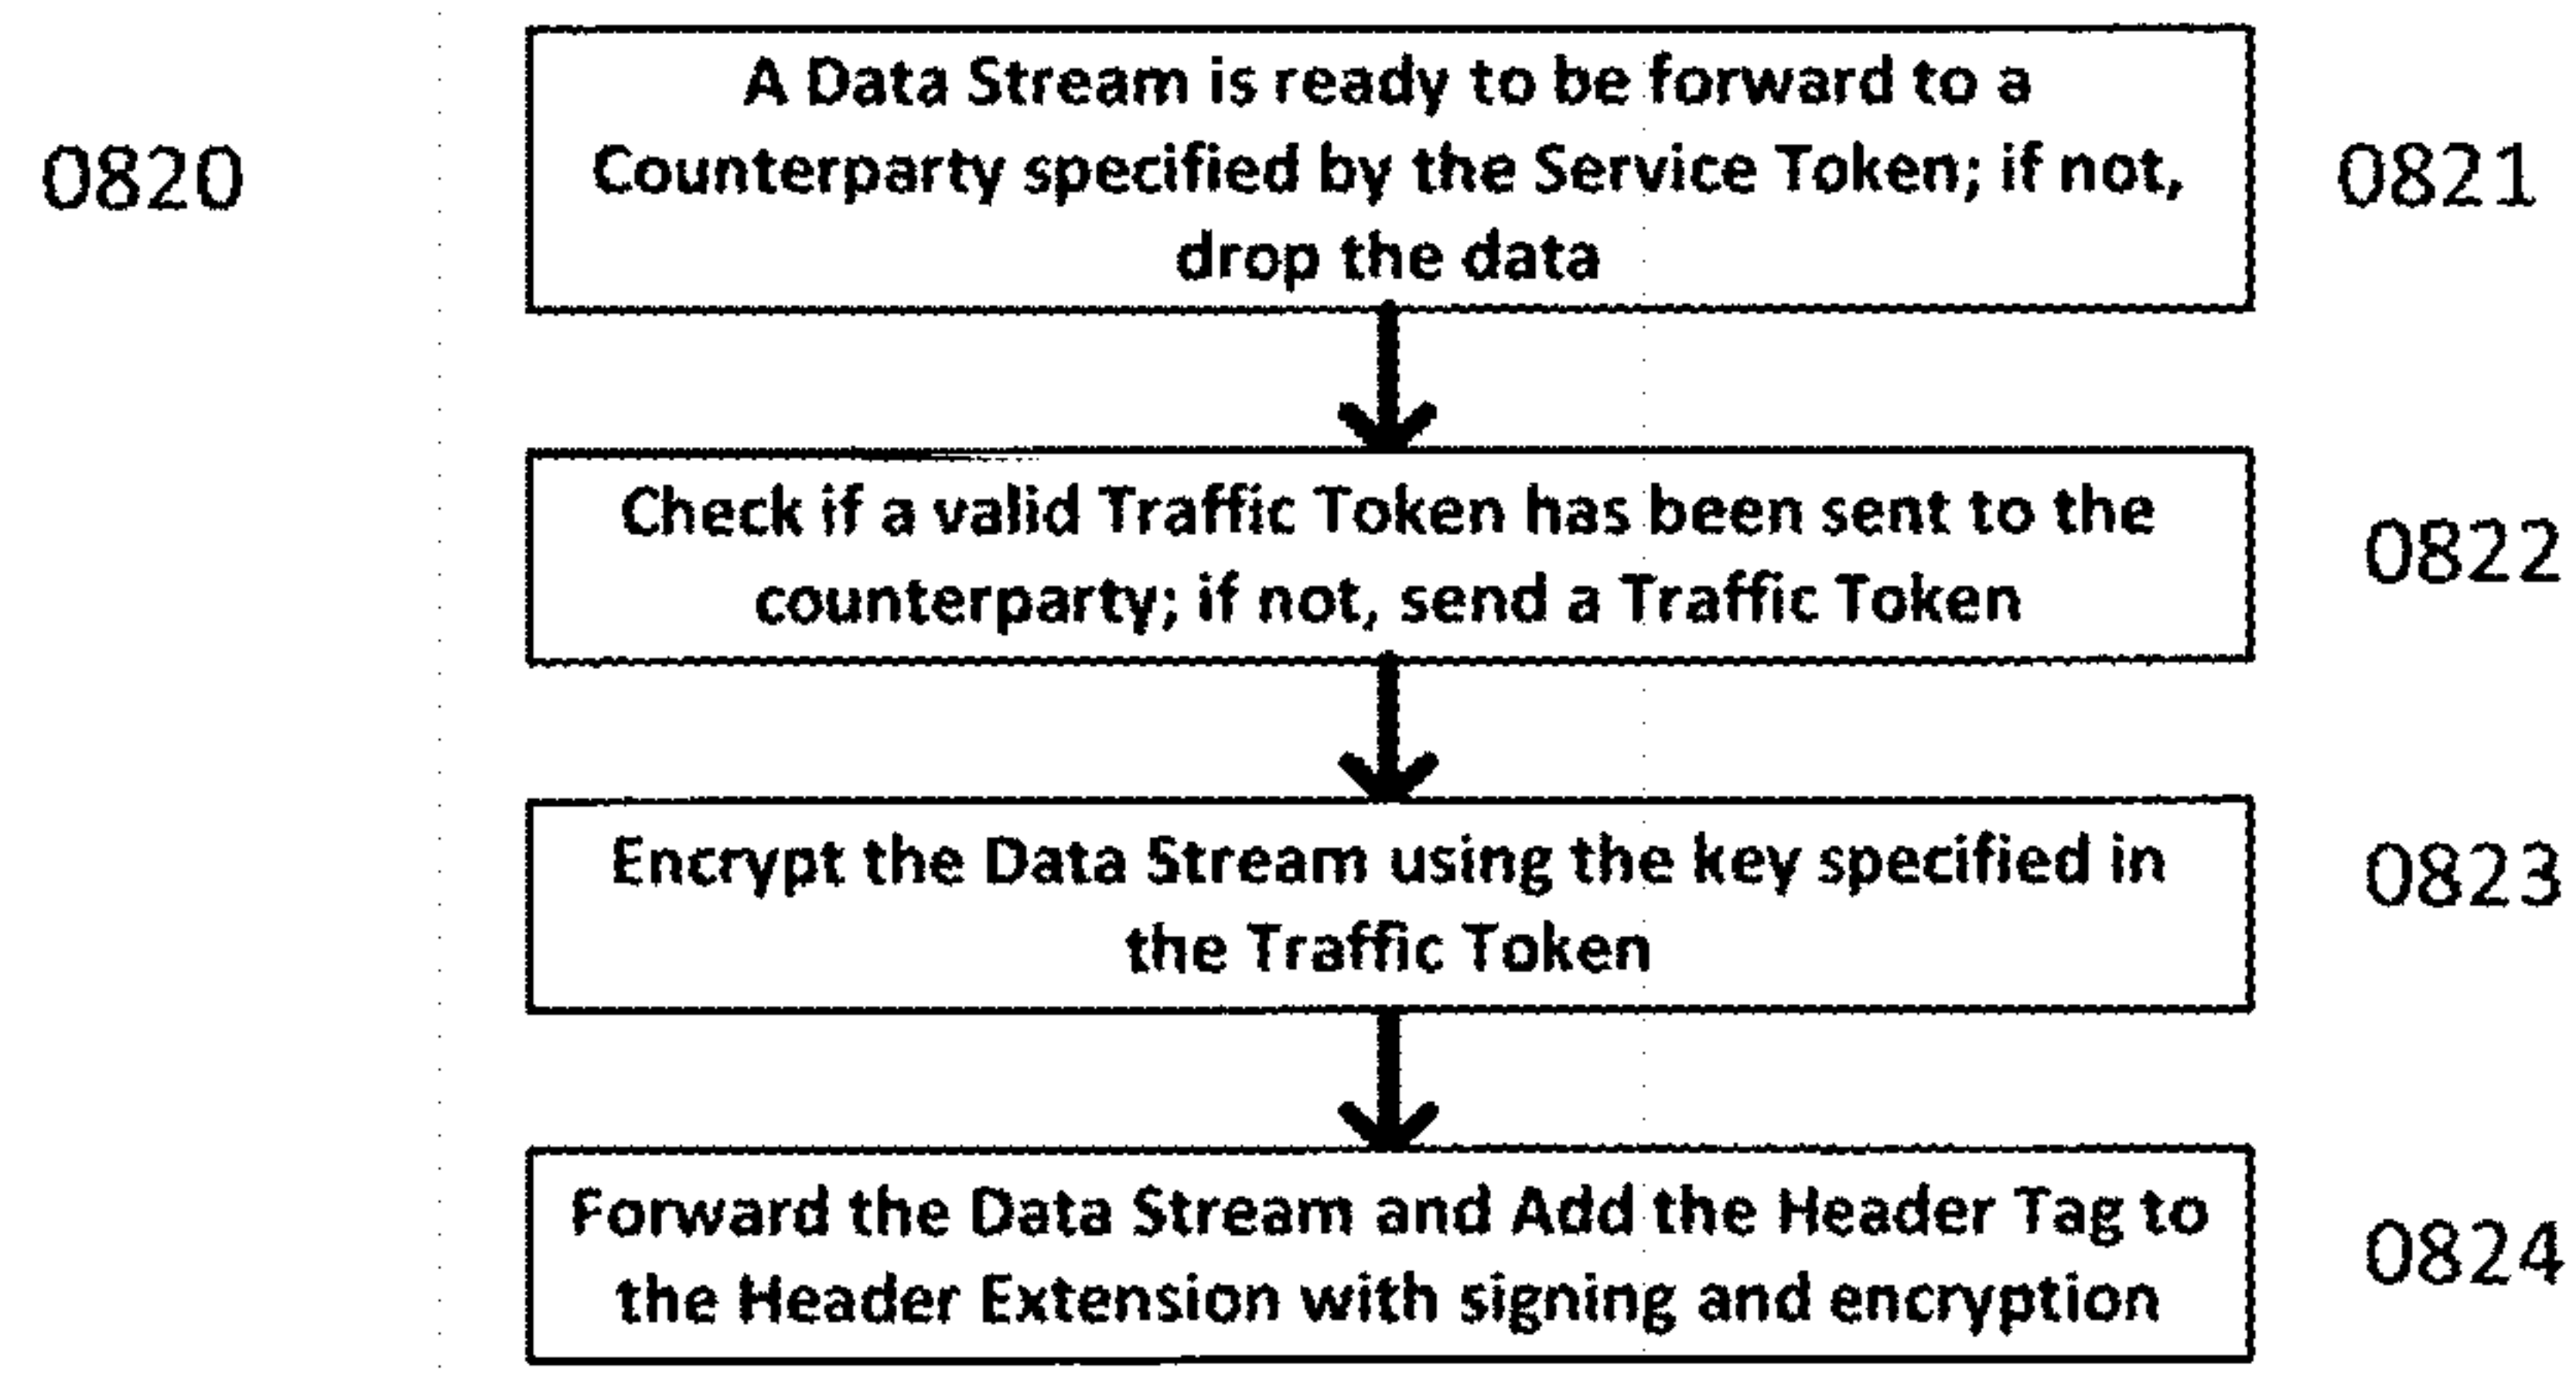 A Data Stream is ready to be forward to a
0820
Counterparty specified by the Service Token; if not,
0821
drop the data
Check if a valid Traffic Token has been sent to the
0822
counterparty; if not, send a Traffic Token
Encrypt the Data Stream using the key specified in
0823
the Traffic Token
Forward the Data Stream and Add the Header Tag to
0824
the Header Extension with signing and encryption